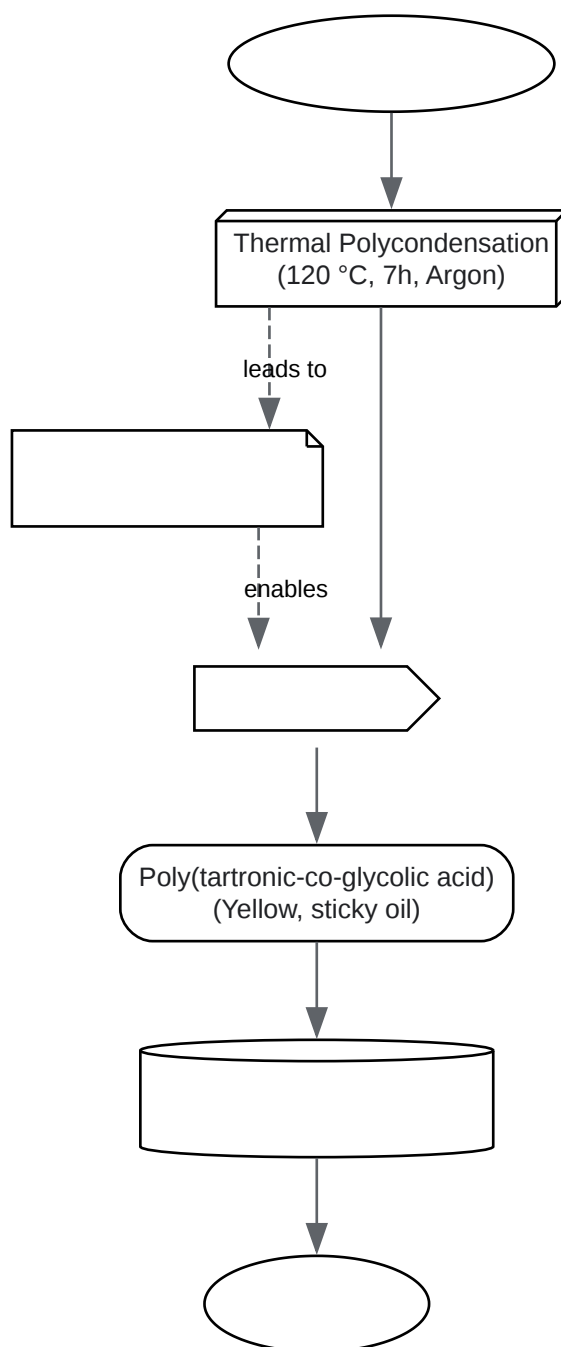 Thermal Polycondensation
(120 °C, 7h, Argon)
leads to
enables
Poly(tartronic-co-glycolic acid)
(Yellow, sticky oil)